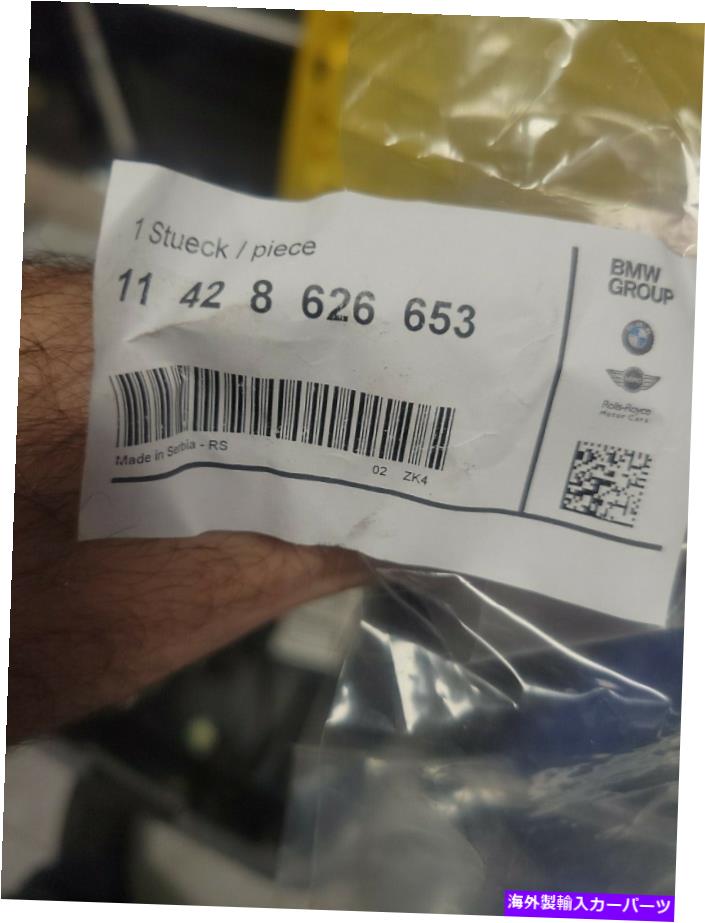 1 Stueck / piece
11 42 8 626 653
Made in Serbia - RS
02 ZK4
BMW
GROUP
Rolls-Royce
Motor Cars
海外製輸入カーパーツ